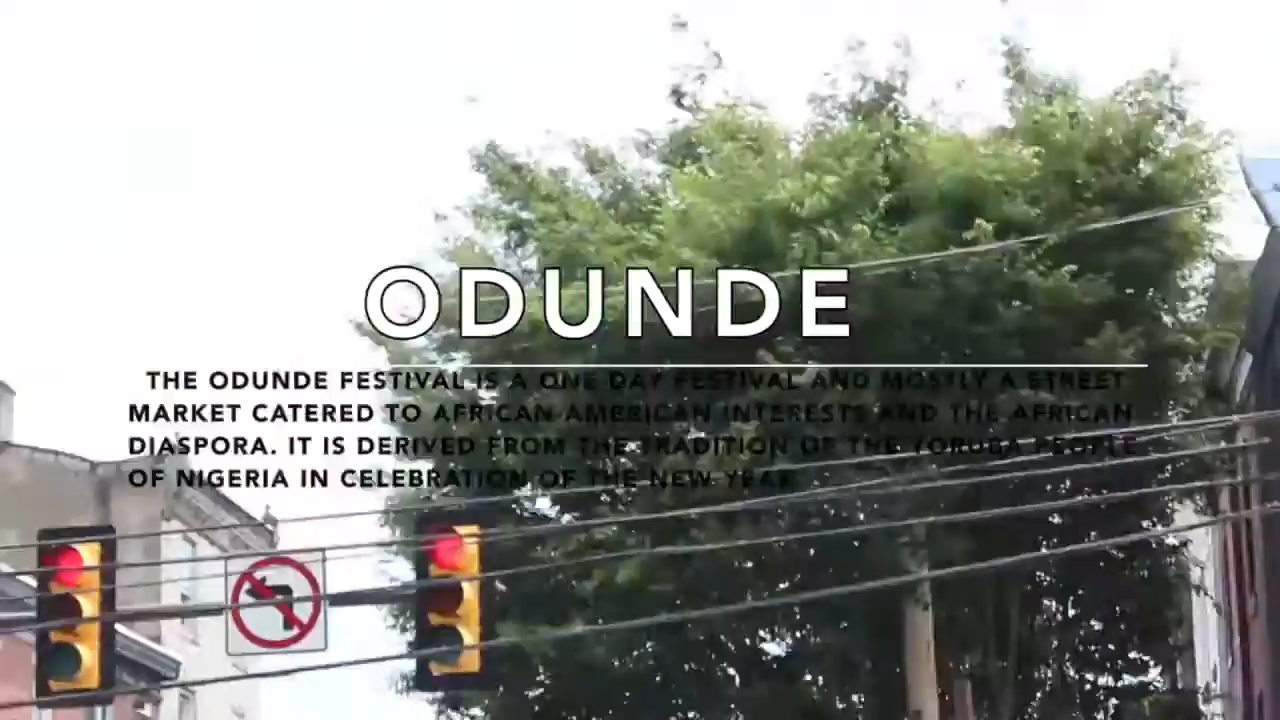 ODUNDE
THE ODUNDE FESTIVAL IS A ONE DAY FESTIVAL AND MOSTLY A STREET
MARKET CATERED TO AFRICAN AMERICAN INTERESTS AND THE AFRICAN
DIASPORA. IT IS DERIVED FROM THE TRADITION OF THE YORUBA PEOPLE
OF NIGERIA IN CELEBRATION OF THE NEW YEAR